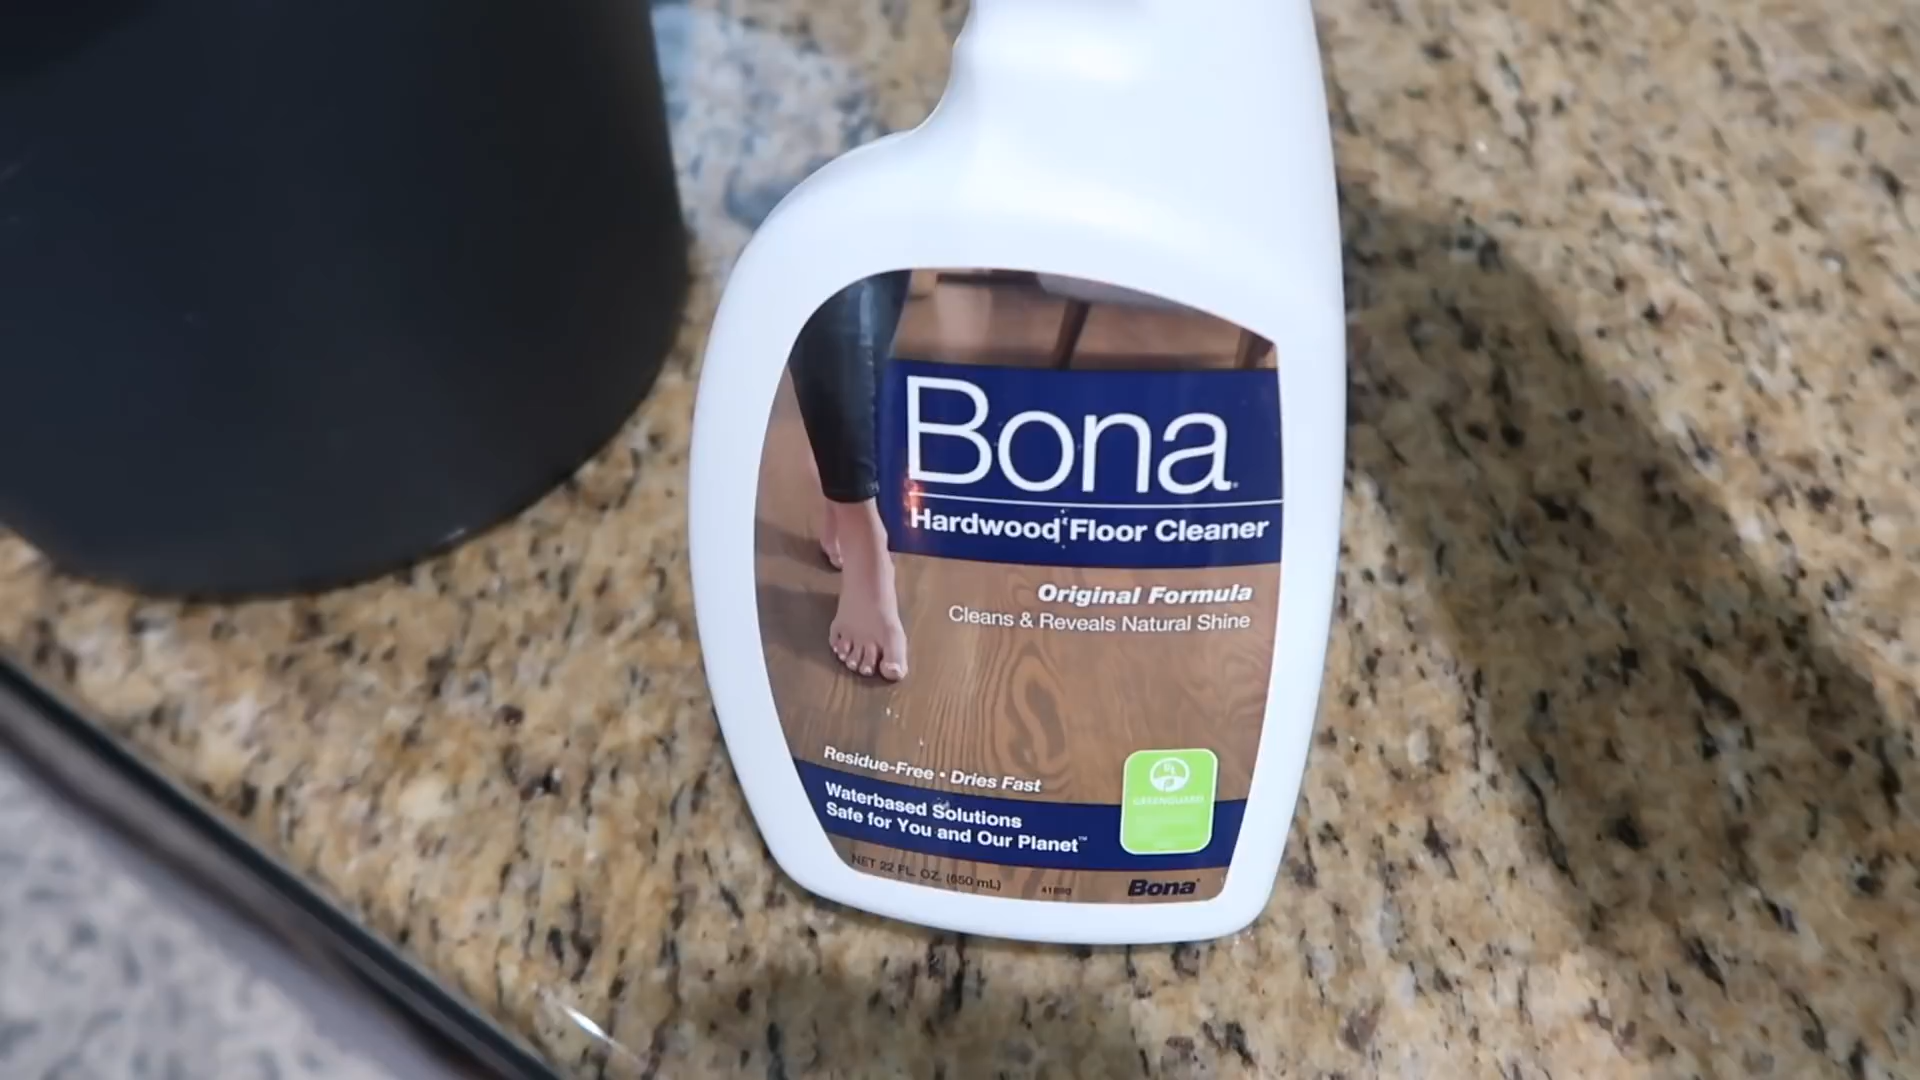 Bona
Hardwood Floor Cleaner
Original Formula
Cleans & Reveals Natural Shine
Residue-Free • Dries Fast
Waterbased Solutions
Safe for You and Our Planet™
GREENGUARD
NET 22 FL. OZ. (650 mL)
Bona®